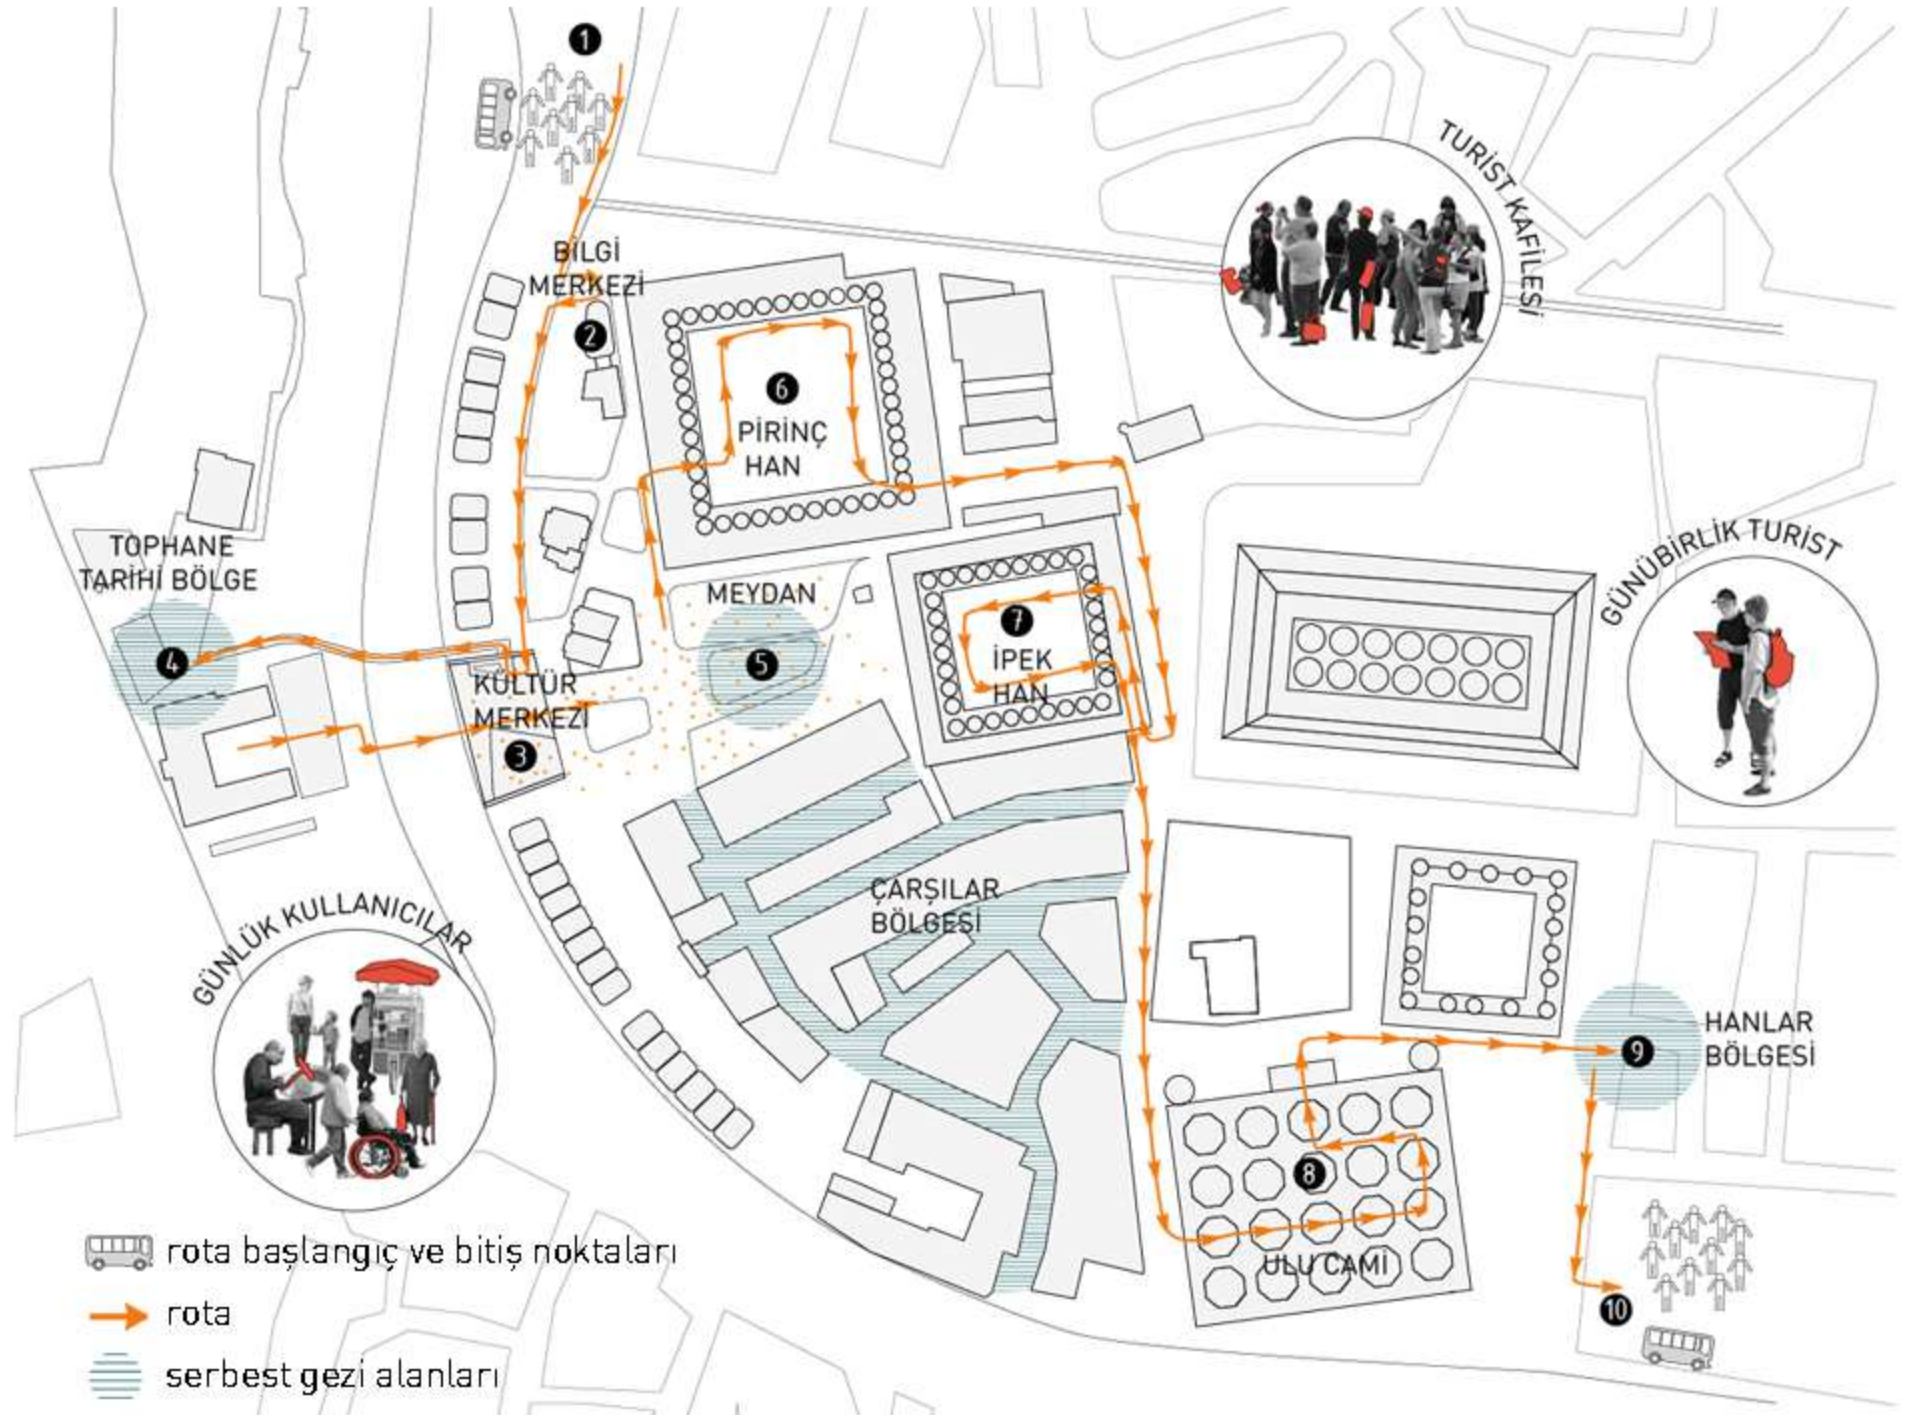 1
TURİST KAFİLESİ
BİLGİ
MERKEZİ
2
6
PİRİNÇ
HAN
GÜNÜBİRLİK TURİST
TOPHANE
TARİHİ BÖLGE
4
MEYDAN
5
7
İPEK
HAN
KÜLTÜR
MERKEZİ
3
ÇARŞILAR
BÖLGESİ
GÜNLÜK KULLANICILAR
HANLAR
BÖLGESİ
9
8
ULU CAMİ
10
rota başlangıç ve bitiş noktaları
rota
serbest gezi alanları